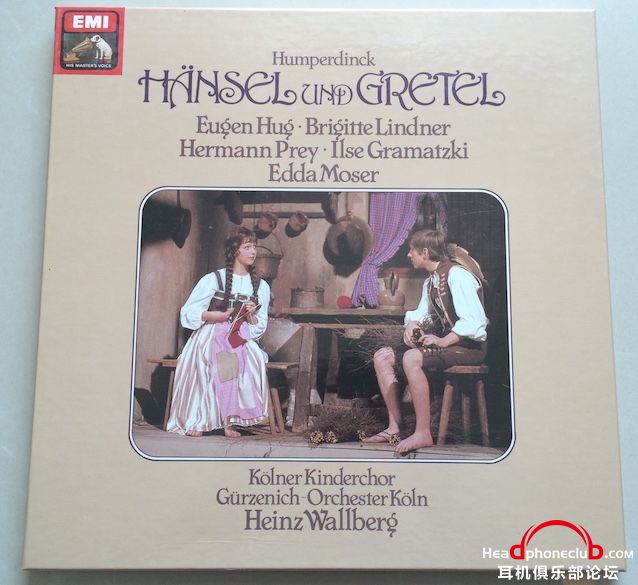 EMI
HIS MASTER'S VOICE
Humperdinck
HÄNSEL UND GRETEL
Eugen Hug · Brigitte Lindner
Hermann Prey · Ilse Gramatzki
Edda Moser
Kölner Kinderchor
Gürzenich-Orchester Köln
Heinz Wallberg
Headphoneclub.com
耳机俱乐部论坛